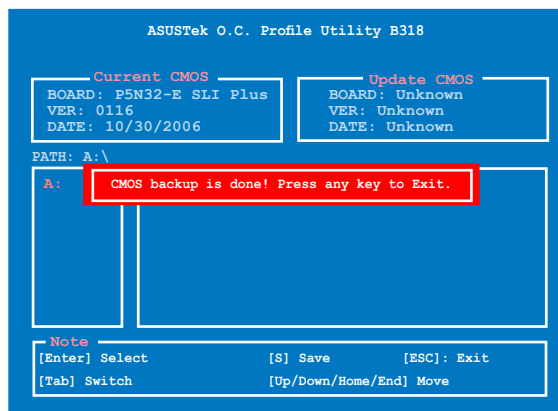 ASUSTek O.C. Profile Utility B318
Current CMOS
BOARD: P5N32-E SLI Plus
VER: 0116
DATE: 10/30/2006
Update CMOS
BOARD: Unknown
VER: Unknown
DATE: Unknown
PATH: A:\
A:
CMOS backup is done! Press any key to Exit.
Note
[Enter] Select [S] Save [ESC]: Exit
[Tab] Switch [Up/Down/Home/End] Move